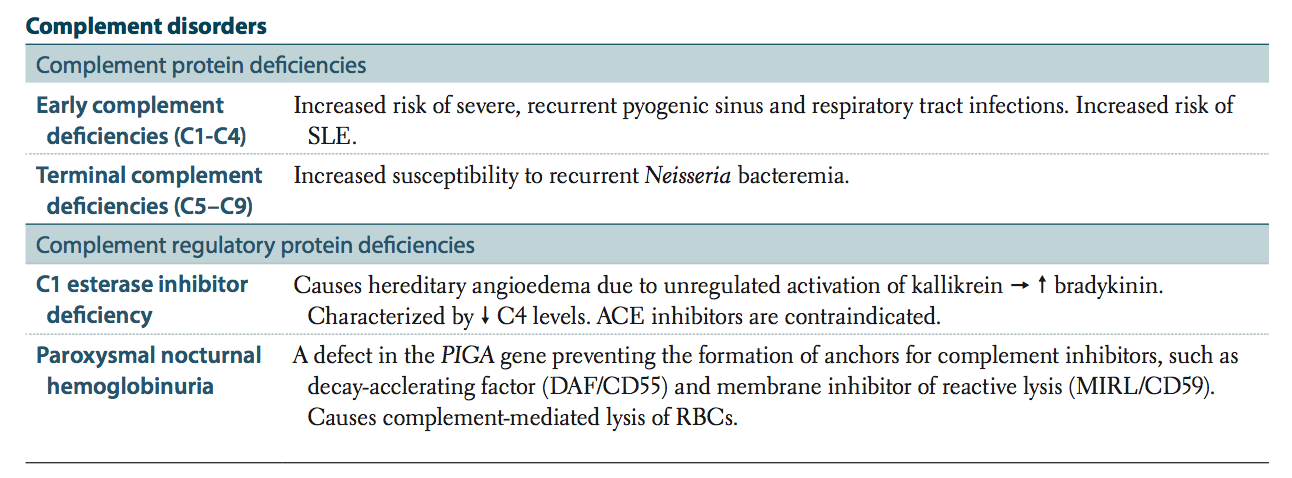 Complement disorders
Complement protein deficiencies
Early complement
deficiencies (C1-C4)
Increased risk of severe, recurrent pyogenic sinus and respiratory tract infections. Increased risk of
SLE.
Terminal complement
deficiencies (C5–C9)
Increased susceptibility to recurrent Neisseria bacteremia.
Complement regulatory protein deficiencies
C1 esterase inhibitor
deficiency
Causes hereditary angioedema due to unregulated activation of kallikrein → ↑ bradykinin.
Characterized by ↓ C4 levels. ACE inhibitors are contraindicated.
Paroxysmal nocturnal
hemoglobinuria
A defect in the PIGA gene preventing the formation of anchors for complement inhibitors, such as
decay-acclerating factor (DAF/CD55) and membrane inhibitor of reactive lysis (MIRL/CD59).
Causes complement-mediated lysis of RBCs.